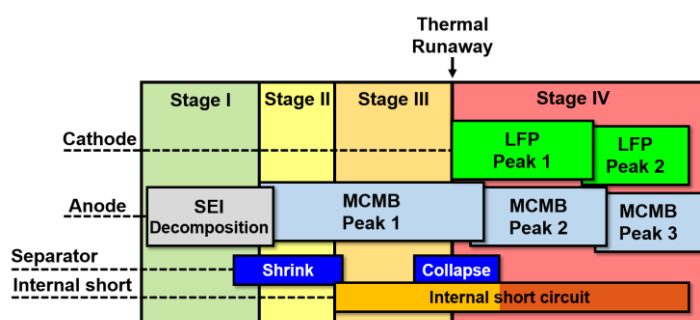 Thermal
Runaway
Stage I
Stage II
Stage III
Stage IV
Cathode
LFP
Peak 1
LFP
Peak 2
Anode
SEI
Decomposition
MCMB
Peak 1
MCMB
Peak 2
MCMB
Peak 3
Separator
Shrink
Collapse
Internal short
Internal short circuit